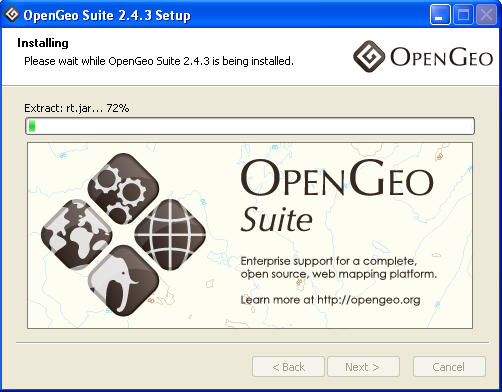 OpenGeo Suite 2.4.3 Setup
Installing
Please wait while OpenGeo Suite 2.4.3 is being installed.
OPENGEO
Extract: rt.jar... 72%
OPENGEO
Suite
Enterprise support for a complete,
open source, web mapping platform.
Learn more at http://opengeo.org
< Back
Next >
Cancel